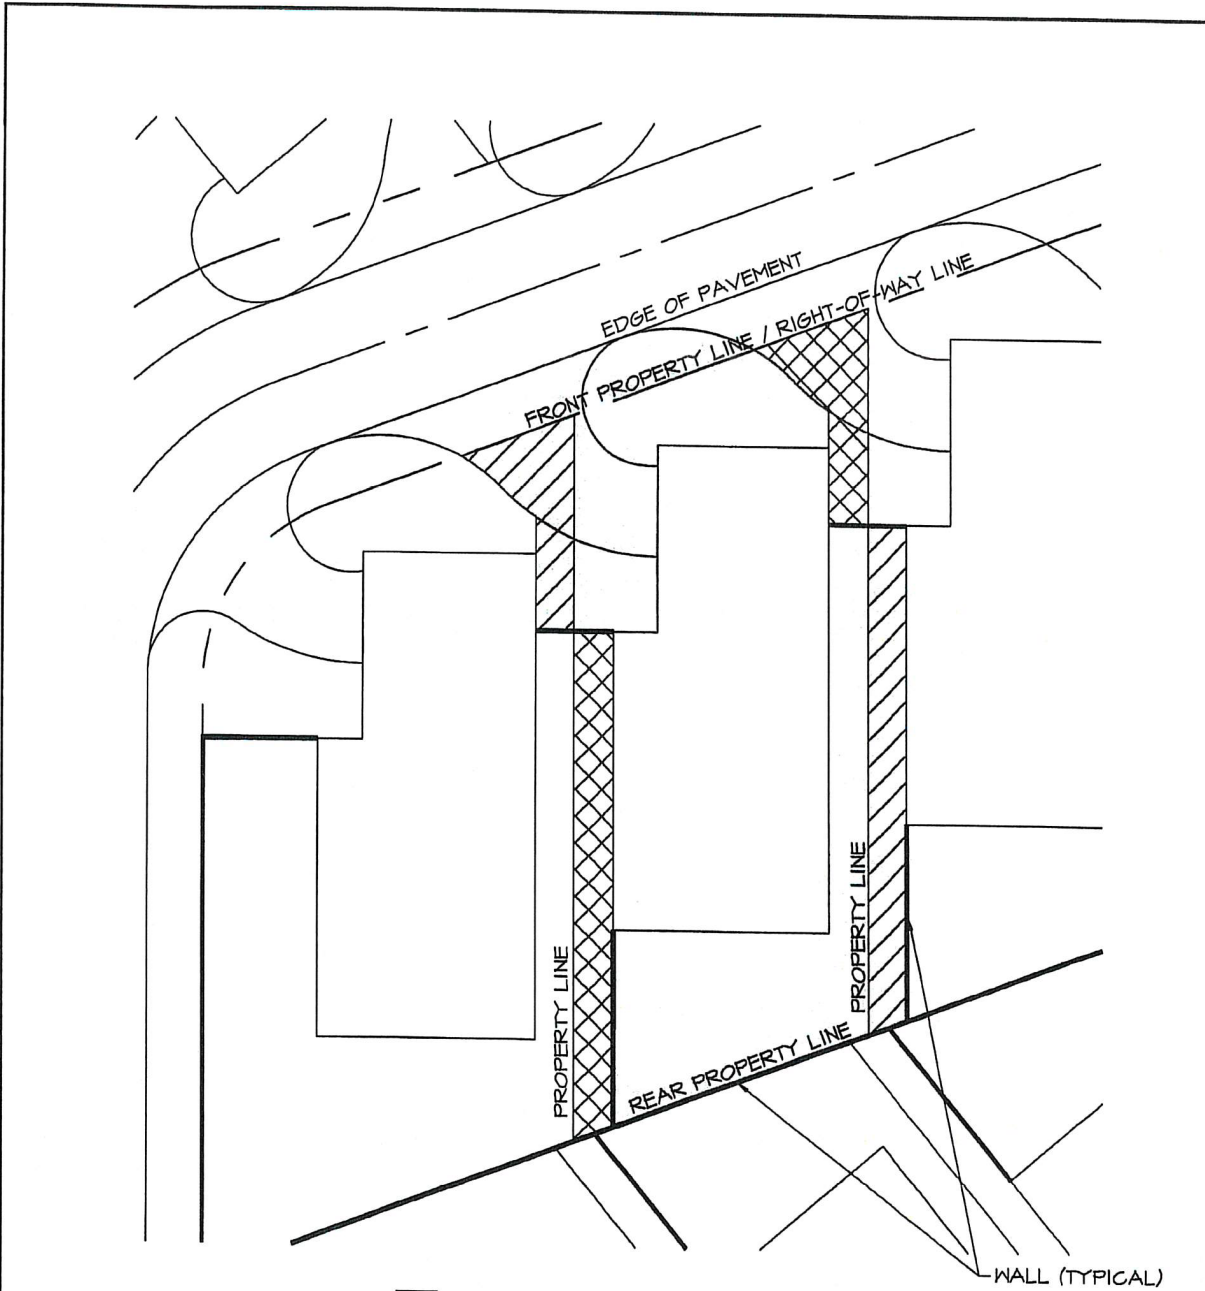 EDGE OF PAVEMENT
FRONT PROPERTY LINE / RIGHT-OF-WAY LINE
PROPERTY LINE
PROPERTY LINE
REAR PROPERTY LINE
WALL (TYPICAL)